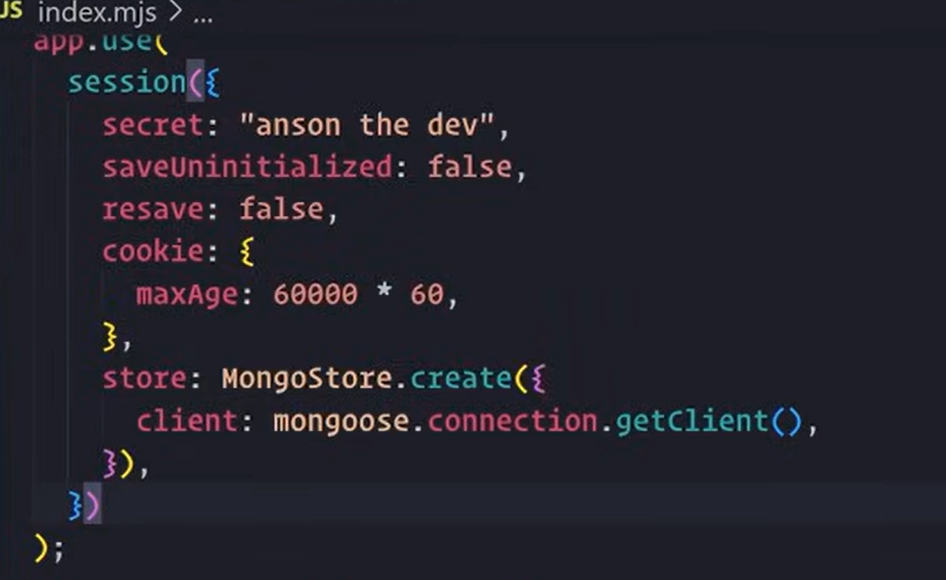 JS index.mjs > ...
app.use(
session({
secret: "anson the dev",
saveUninitialized: false,
resave: false,
cookie: {
maxAge: 60000 * 60,
},
store: MongoStore.create({
client: mongoose.connection.getClient(),
}),
})
);